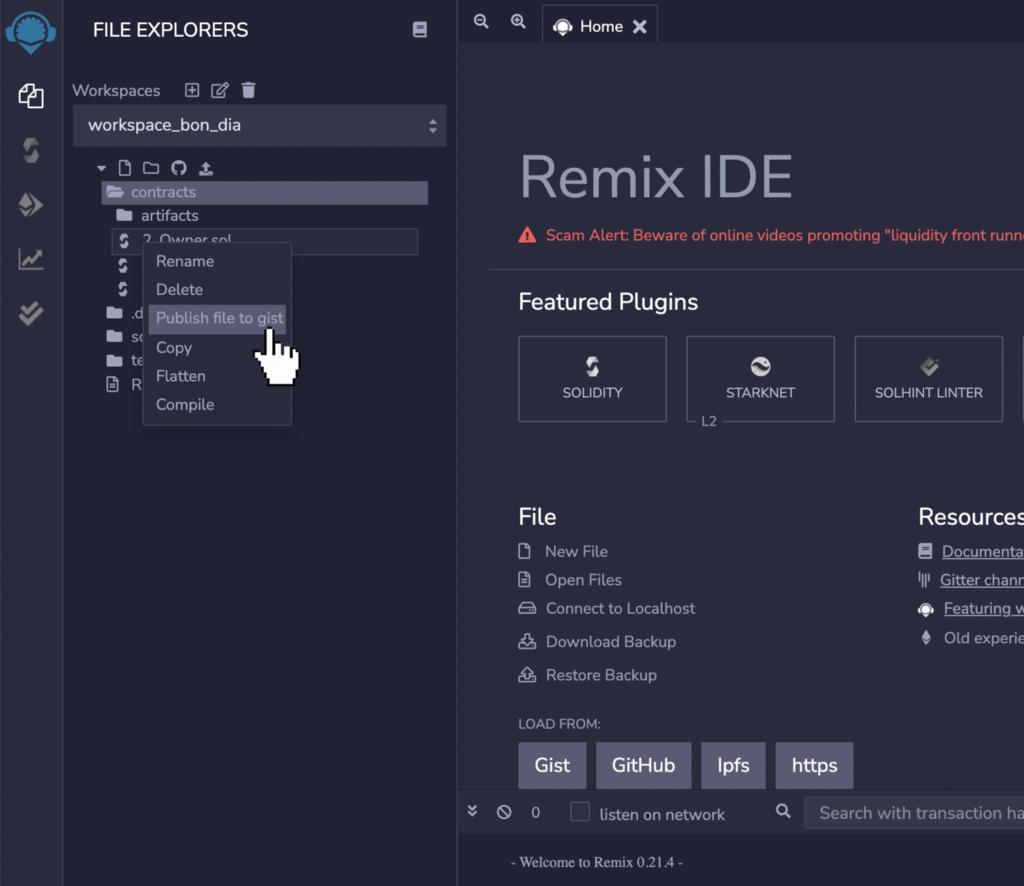 FILE EXPLORERS
Workspaces
workspace_bon_dia
contracts
artifacts
2_Owner.sol
.d
sc
te
R
Rename
Delete
Publish file to gist
Copy
Flatten
Compile
Home
Remix IDE
Scam Alert: Beware of online videos promoting "liquidity front runne
Featured Plugins
SOLIDITY
STARKNET
L2
SOLHINT LINTER
File
New File
Open Files
Connect to Localhost
Download Backup
Restore Backup
LOAD FROM:
Gist GitHub Ipfs https
Resources
Documenta
Gitter chann
Featuring w
Old experie
0 listen on network Search with transaction ha
- Welcome to Remix 0.21.4 -